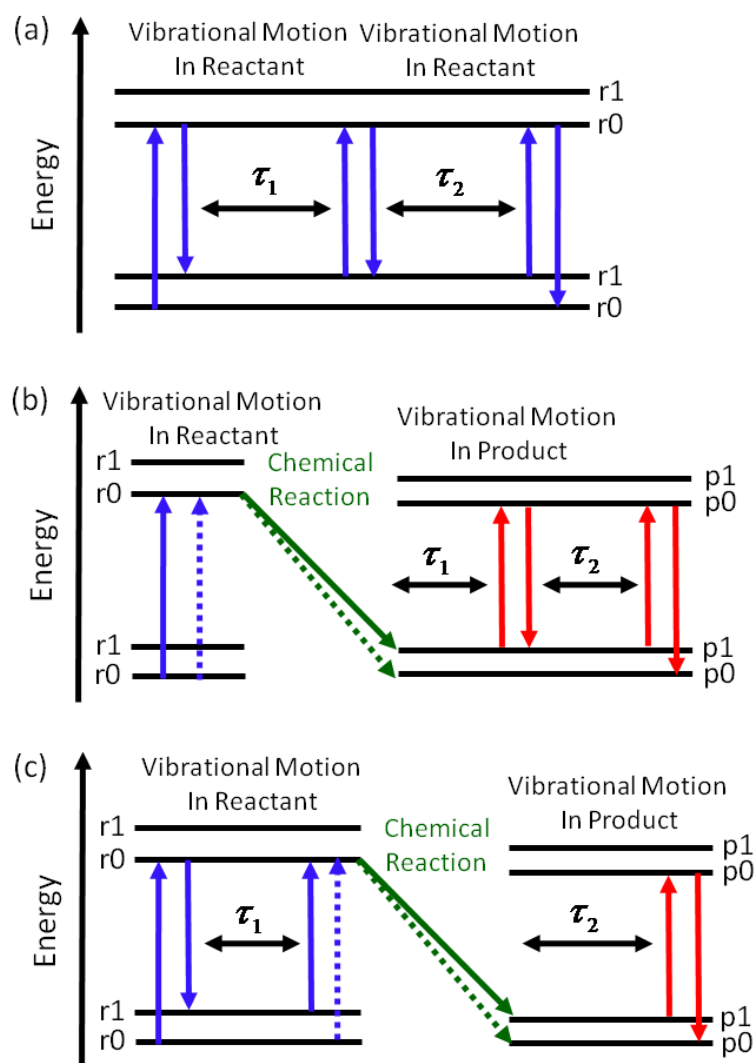 (a)
Vibrational Motion
In Reactant
Vibrational Motion
In Reactant
Energy
r1
r0
τ1
τ2
r1
r0
(b)
Vibrational Motion
In Reactant
Vibrational Motion
In Product
Chemical
Reaction
Energy
r1
r0
p1
p0
τ1
τ2
r1
r0
p1
p0
(c)
Vibrational Motion
In Reactant
Vibrational Motion
In Product
Chemical
Reaction
Energy
r1
r0
p1
p0
τ1
τ2
r1
r0
p1
p0